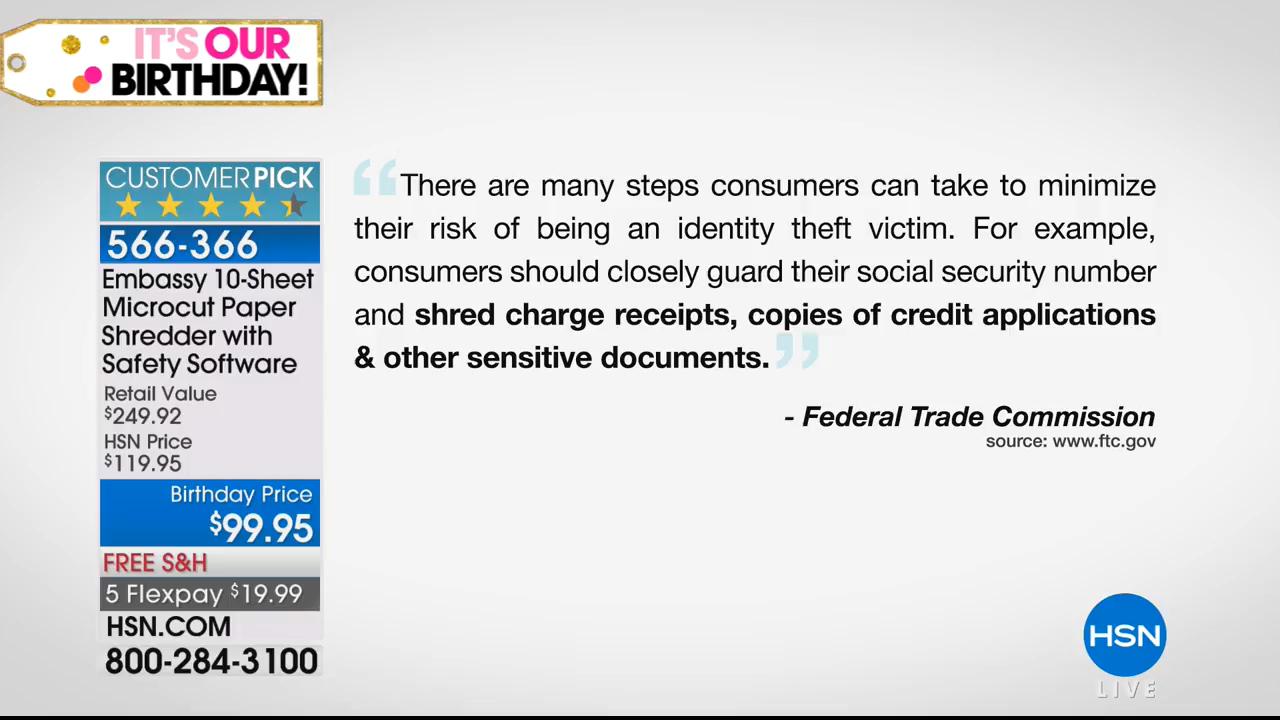 IT'S OUR
BIRTHDAY!
CUSTOMER PICK
566-366
Embassy 10-Sheet
Microcut Paper
Shredder with
Safety Software
Retail Value
$249.92
HSN Price
$119.95
Birthday Price
$99.95
FREE S&H
5 Flexpay $19.99
HSN.COM
800-284-3100
“There are many steps consumers can take to minimize
their risk of being an identity theft victim. For example,
consumers should closely guard their social security number
and shred charge receipts, copies of credit applications
& other sensitive documents.”
- Federal Trade Commission
source: www.ftc.gov
HSN
LIVE